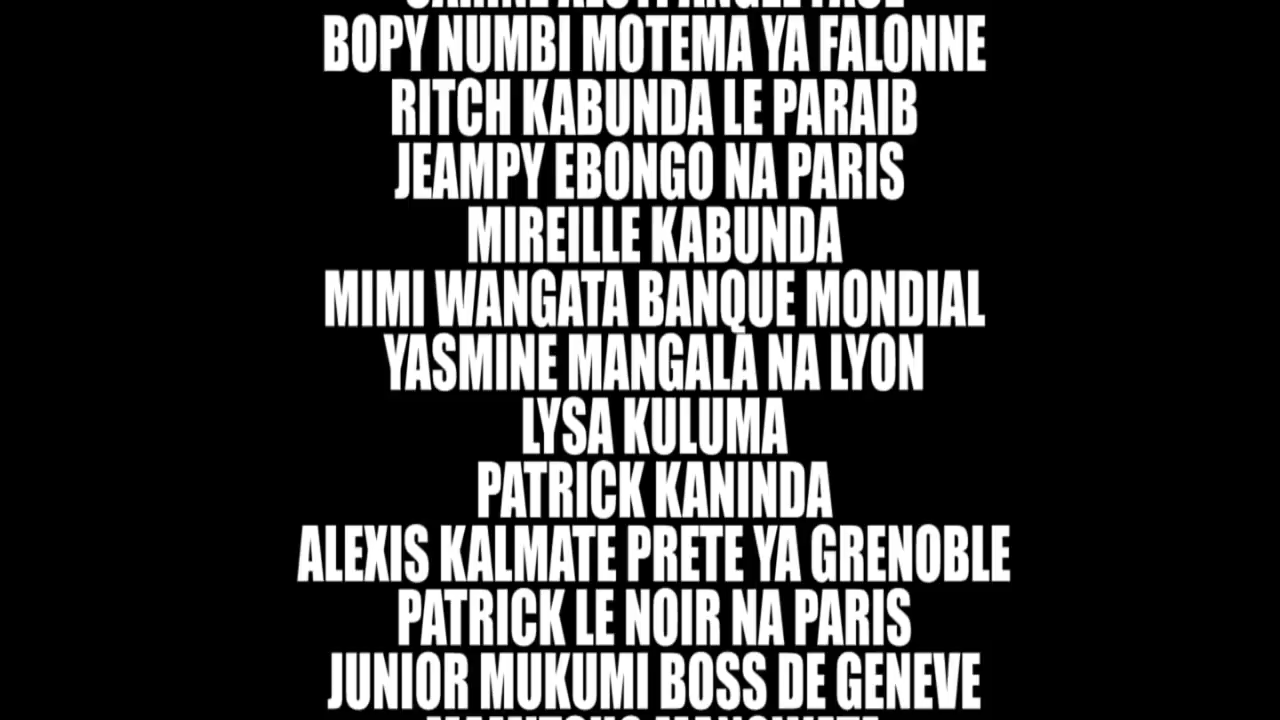 BOPY NUMBI MOTEMA YA FALONNE
RITCH KABUNDA LE PARAIB
JEAMPY EBONGO NA PARIS
MIREILLE KABUNDA
MIMI WANGATA BANQUE MONDIAL
YASMINE MANGALA NA LYON
LYSA KULUMA
PATRICK KANINDA
ALEXIS KALMATE PRETE YA GRENOBLE
PATRICK LE NOIR NA PARIS
JUNIOR MUKUMI BOSS DE GENEVE